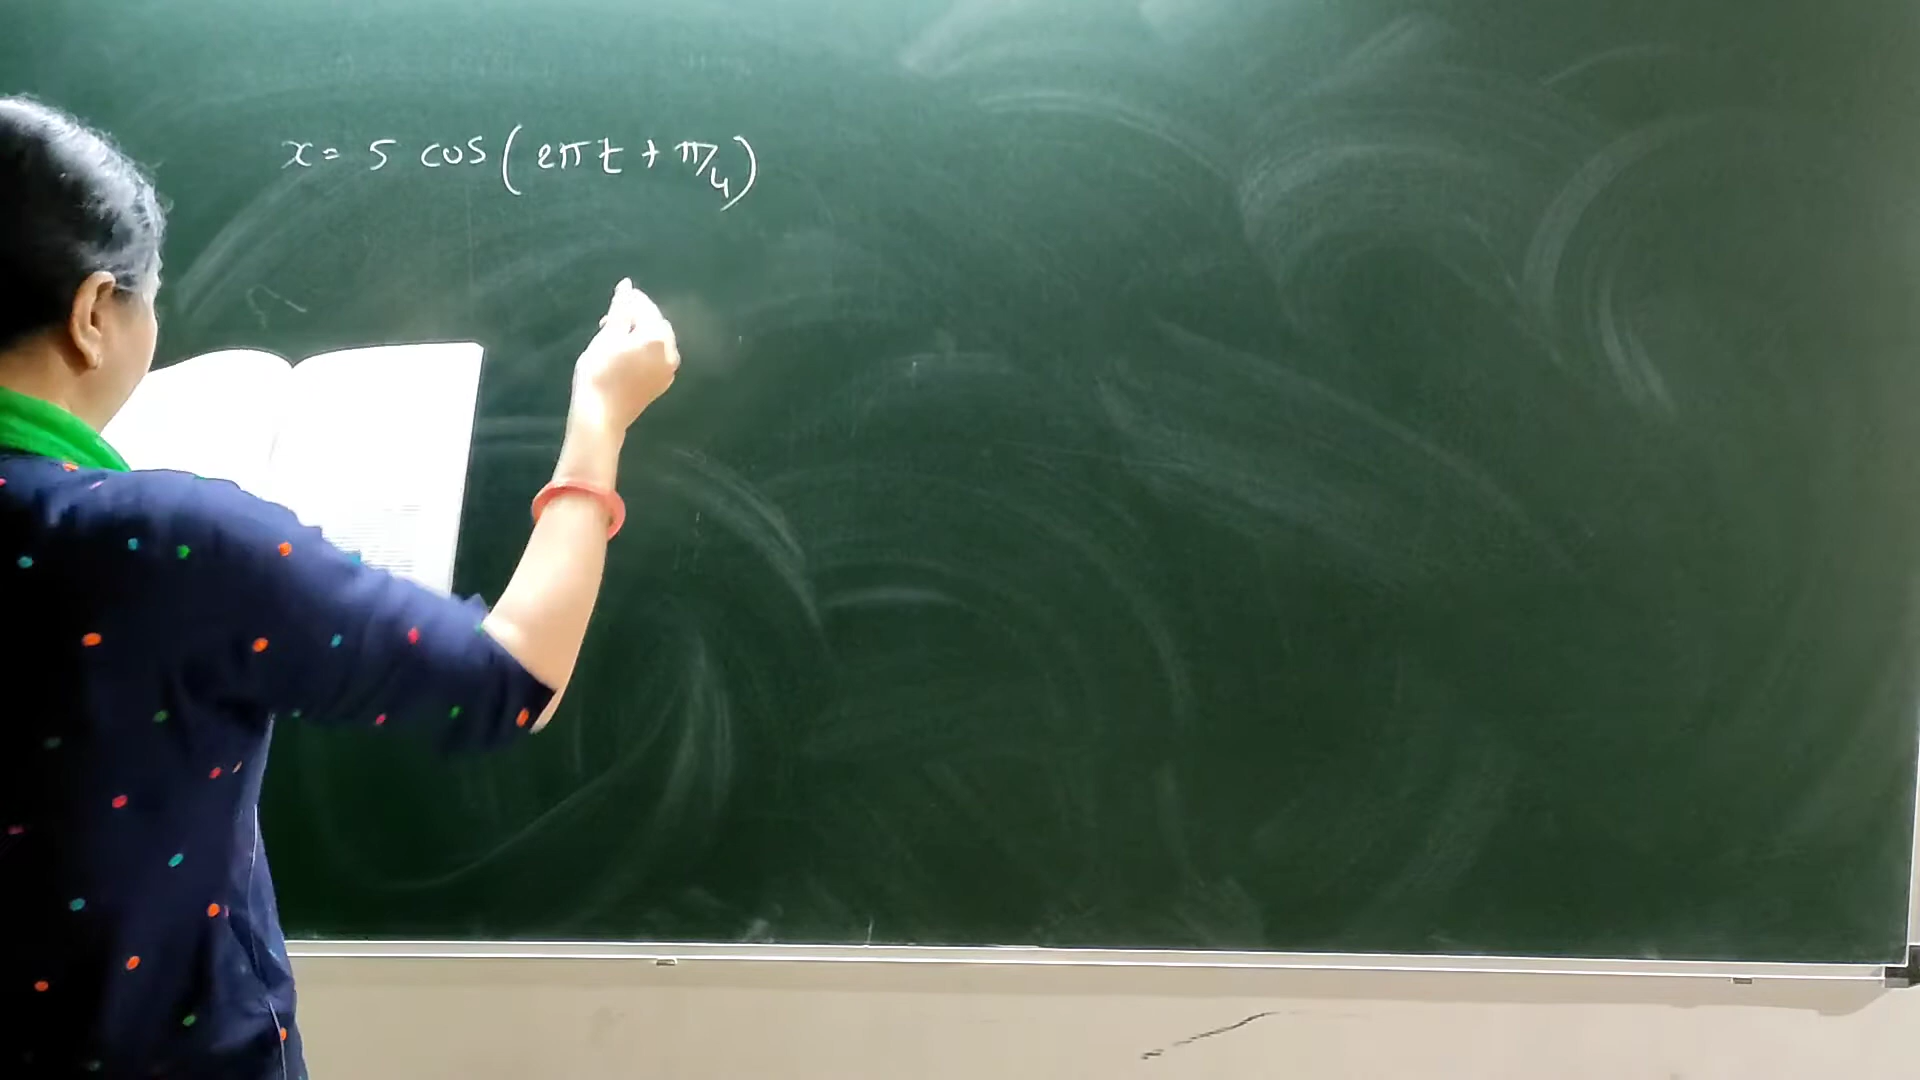 x = 5 cos(2πt + π/4)